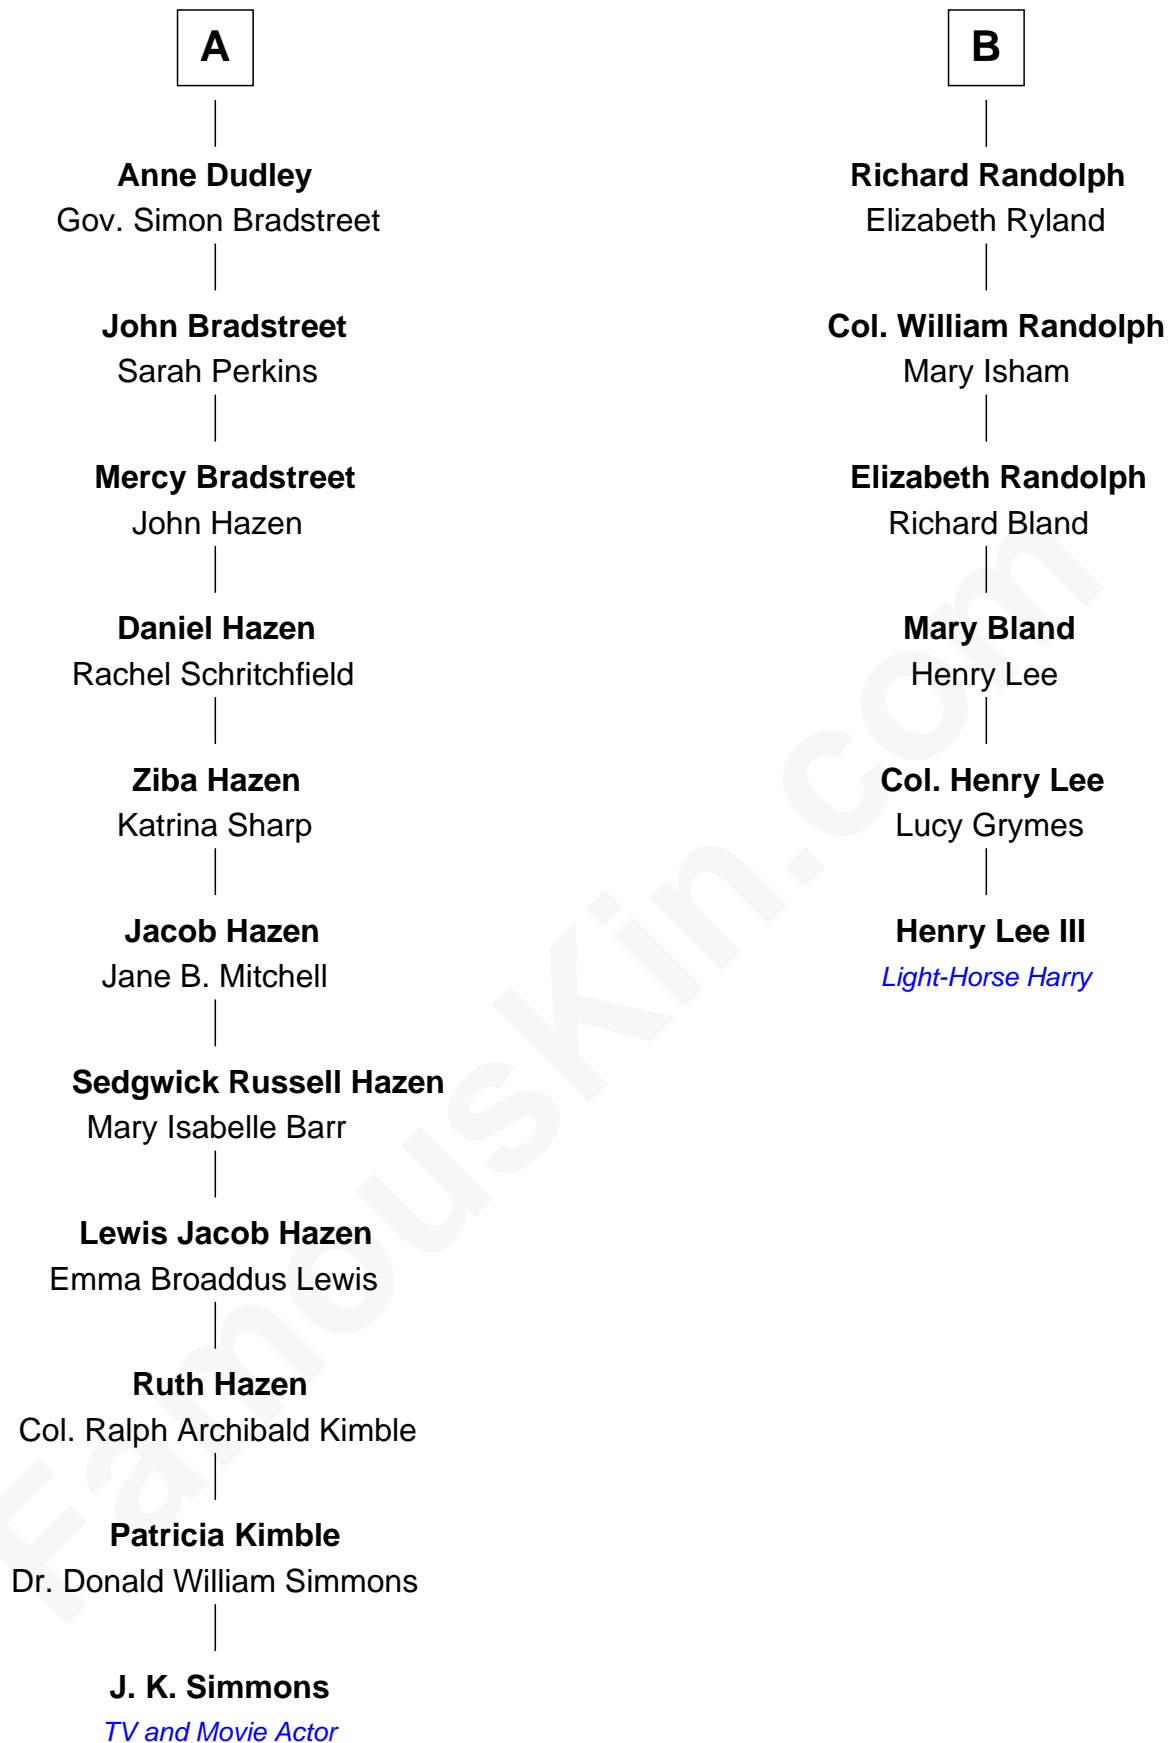 A
Anne Dudley
Gov. Simon Bradstreet
John Bradstreet
Sarah Perkins
Mercy Bradstreet
John Hazen
Daniel Hazen
Rachel Schritchfield
Ziba Hazen
Katrina Sharp
Jacob Hazen
Jane B. Mitchell
Sedgwick Russell Hazen
Mary Isabelle Barr
Lewis Jacob Hazen
Emma Broaddus Lewis
Ruth Hazen
Col. Ralph Archibald Kimble
Patricia Kimble
Dr. Donald William Simmons
J. K. Simmons
TV and Movie Actor
B
Richard Randolph
Elizabeth Ryland
Col. William Randolph
Mary Isham
Elizabeth Randolph
Richard Bland
Mary Bland
Henry Lee
Col. Henry Lee
Lucy Grymes
Henry Lee III
Light-Horse Harry
FamousKin.com